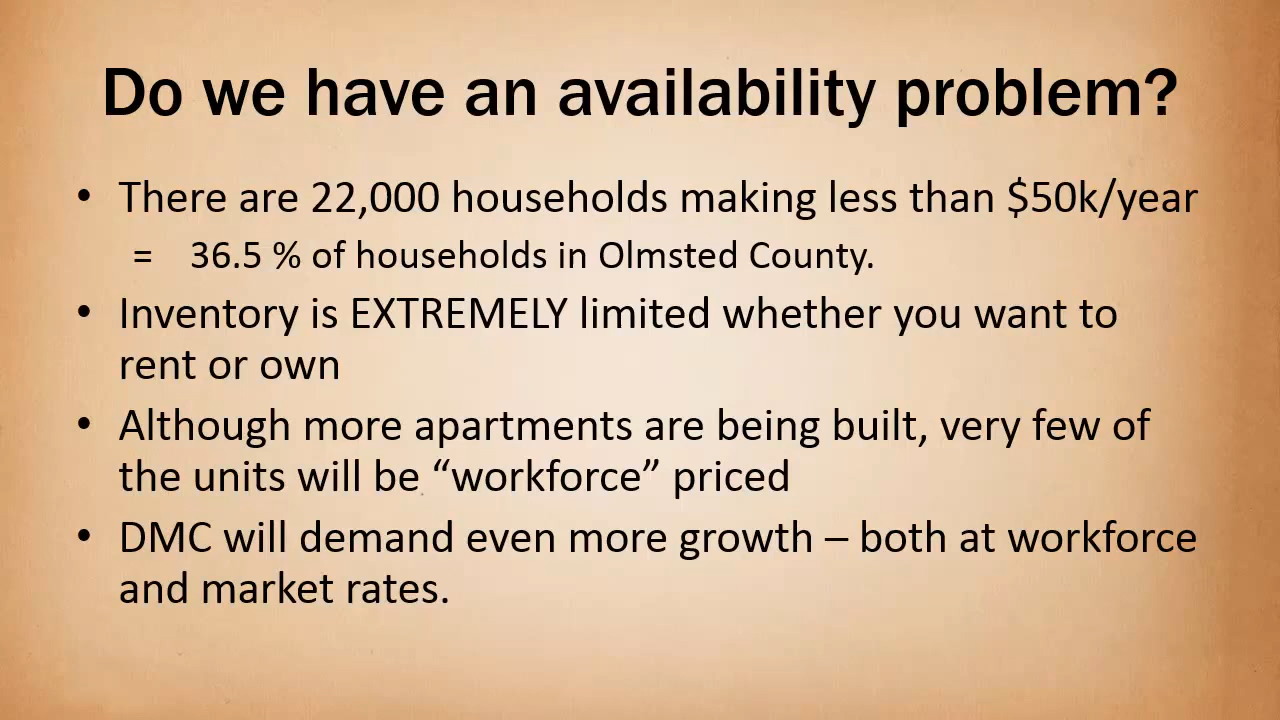 Do we have an availability problem?
• There are 22,000 households making less than $50k/year
= 36.5 % of households in Olmsted County.
• Inventory is EXTREMELY limited whether you want to
rent or own
• Although more apartments are being built, very few of
the units will be “workforce” priced
• DMC will demand even more growth – both at workforce
and market rates.